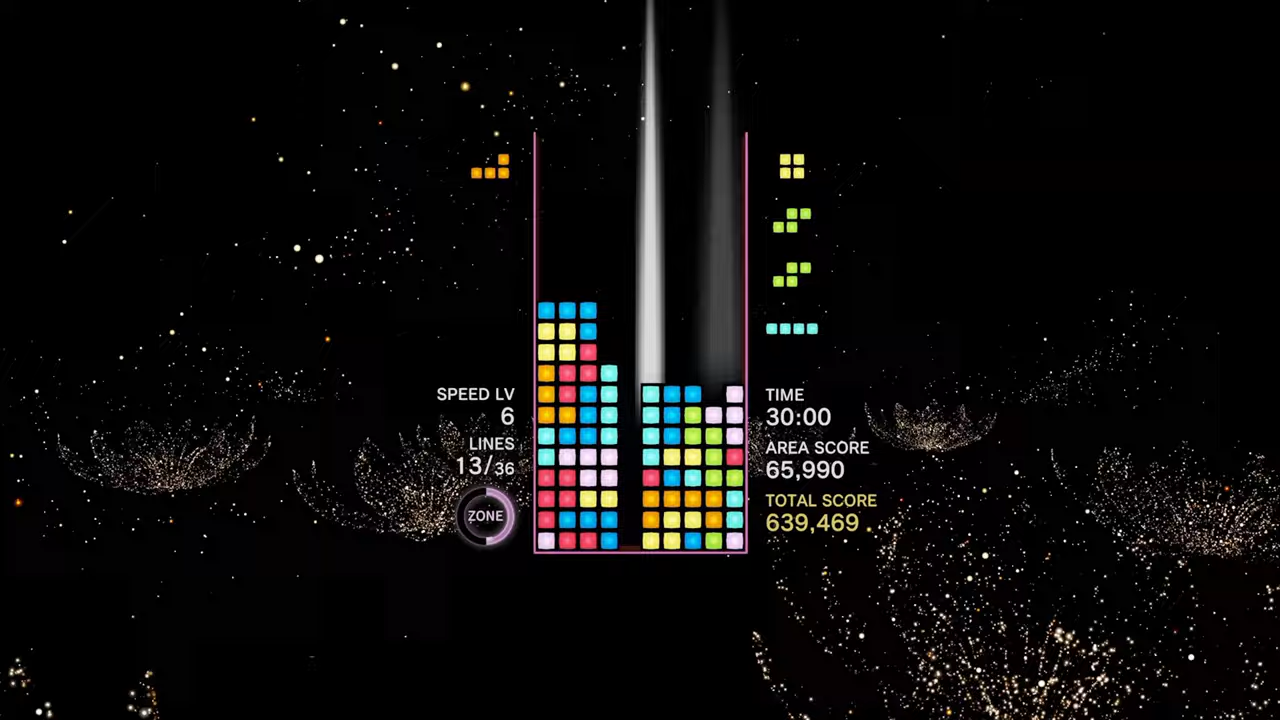 SPEED LV
6
LINES
13/36
ZONE
TIME
30:00
AREA SCORE
65,990
TOTAL SCORE
639,469